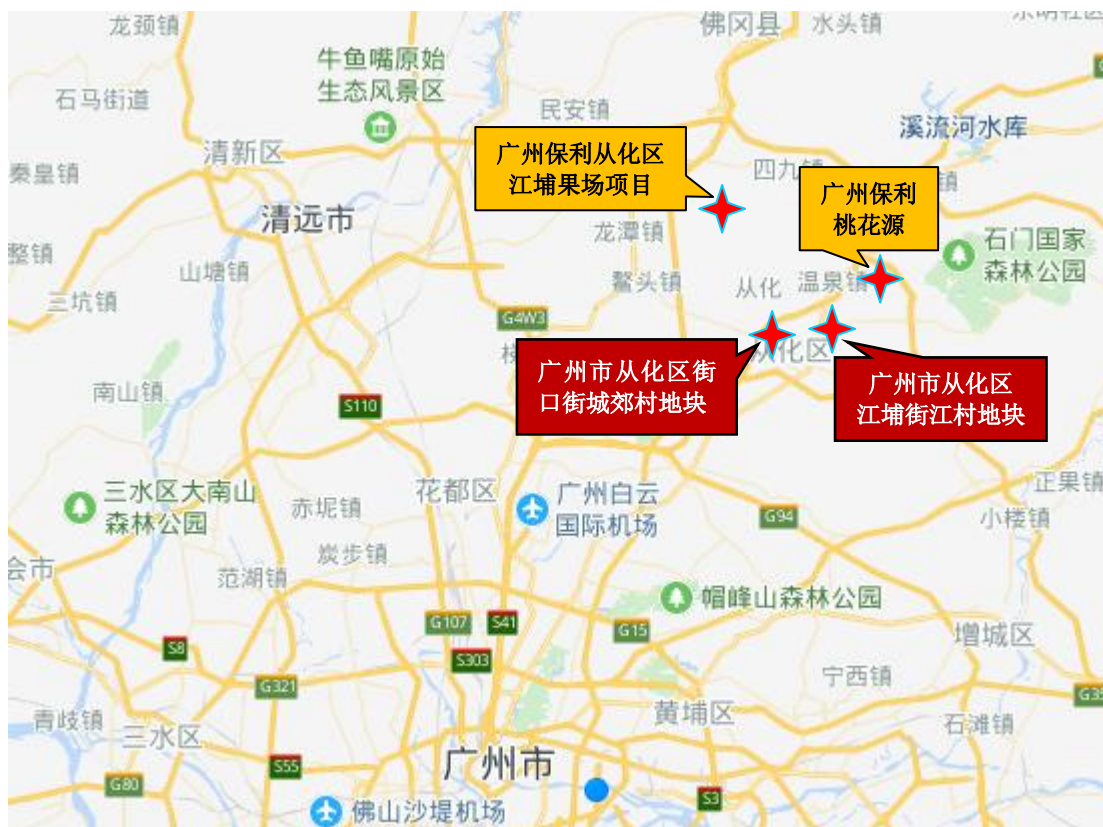 龙颈镇
佛冈县
水头镇
牛鱼嘴原始
生态风景区
石马街道
民安镇
溪流河水库
清新区
广州保利从化区
江埔果场项目
四九镇
秦皇镇
广州保利
桃花源
镇
清远市
龙潭镇
石门国家
森林公园
整镇
山塘镇
鳌头镇
从化
温泉镇
三坑镇
G4W3
从化区
广州市从化区街
口街城郊村地块
广州市从化区
江埔街江村地块
南山镇
S110
三水区大南山
森林公园
花都区
广州白云
国际机场
正果镇
赤坭镇
G94
小楼镇
炭步镇
会市
范湖镇
帽峰山森林公园
G107
S41
G15
增城区
S8
S303
宁西镇
G321
G35
青岐镇
三水区
黄埔区
石滩镇
广州市
S55
G80
S3
佛山沙堤机场